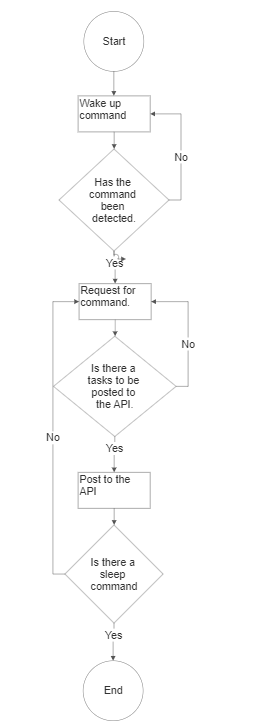 Start
Wake up
command
No
Has the
command
been
detected.
Yes
Request for
command.
No
Is there a
tasks to be
posted to
the API.
No
Yes
Post to the
API
Is there a
sleep
command
Yes
End